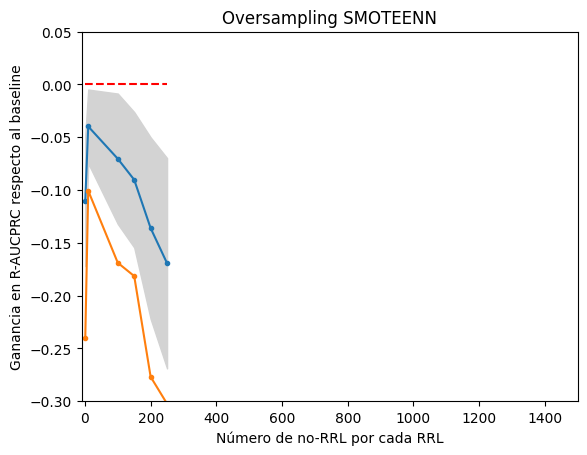 Oversampling SMOTEENN
Ganancia en R-AUCPRC respecto al baseline
0.05
0.00
−0.05
−0.10
−0.15
−0.20
−0.25
−0.30
0 200 400 600 800 1000 1200 1400
Número de no-RRL por cada RRL